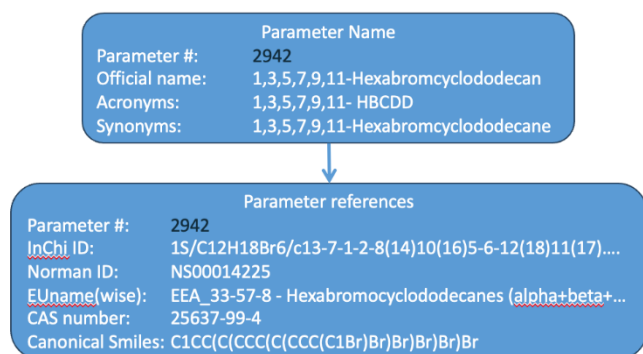 Parameter Name
Parameter #: 2942
Official name: 1,3,5,7,9,11-Hexabromcyclododecan
Acronyms: 1,3,5,7,9,11- HBCDD
Synonyms: 1,3,5,7,9,11-Hexabromcyclododecane
Parameter references
Parameter #: 2942
InChi ID: 1S/C12H18Br6/c13-7-1-2-8(14)10(16)5-6-12(18)11(17)....
Norman ID: NS00014225
EUname(wise): EEA_33-57-8 - Hexabromocyclododecanes (alpha+beta+...
CAS number: 25637-99-4
Canonical Smiles: C1CC(C(CCC(C(CCC(C(C1Br)Br)Br)Br)Br)Br